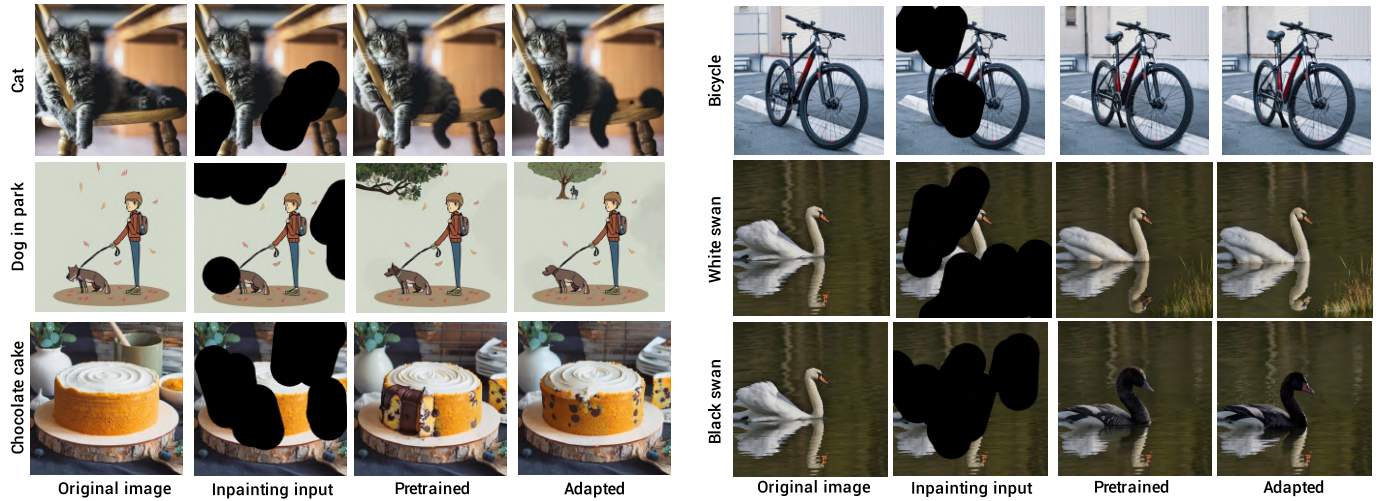 Cat
Dog in park
Chocolate cake
Original image
Inpainting input
Pretrained
Adapted
Bicycle
White swan
Black swan
Original image
Inpainting input
Pretrained
Adapted